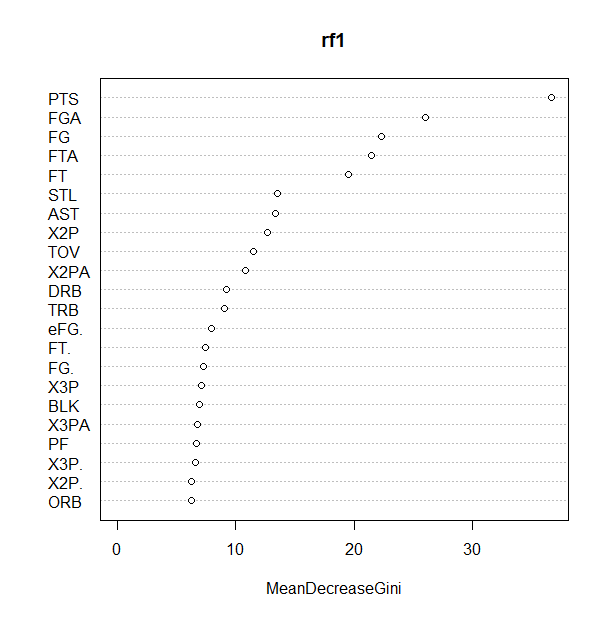 rf1
PTS
FGA
FG
FTA
FT
STL
AST
X2P
TOV
X2PA
DRB
TRB
eFG.
FT.
FG.
X3P
BLK
X3PA
PF
X3P.
X2P.
ORB
0 10 20 30
MeanDecreaseGini